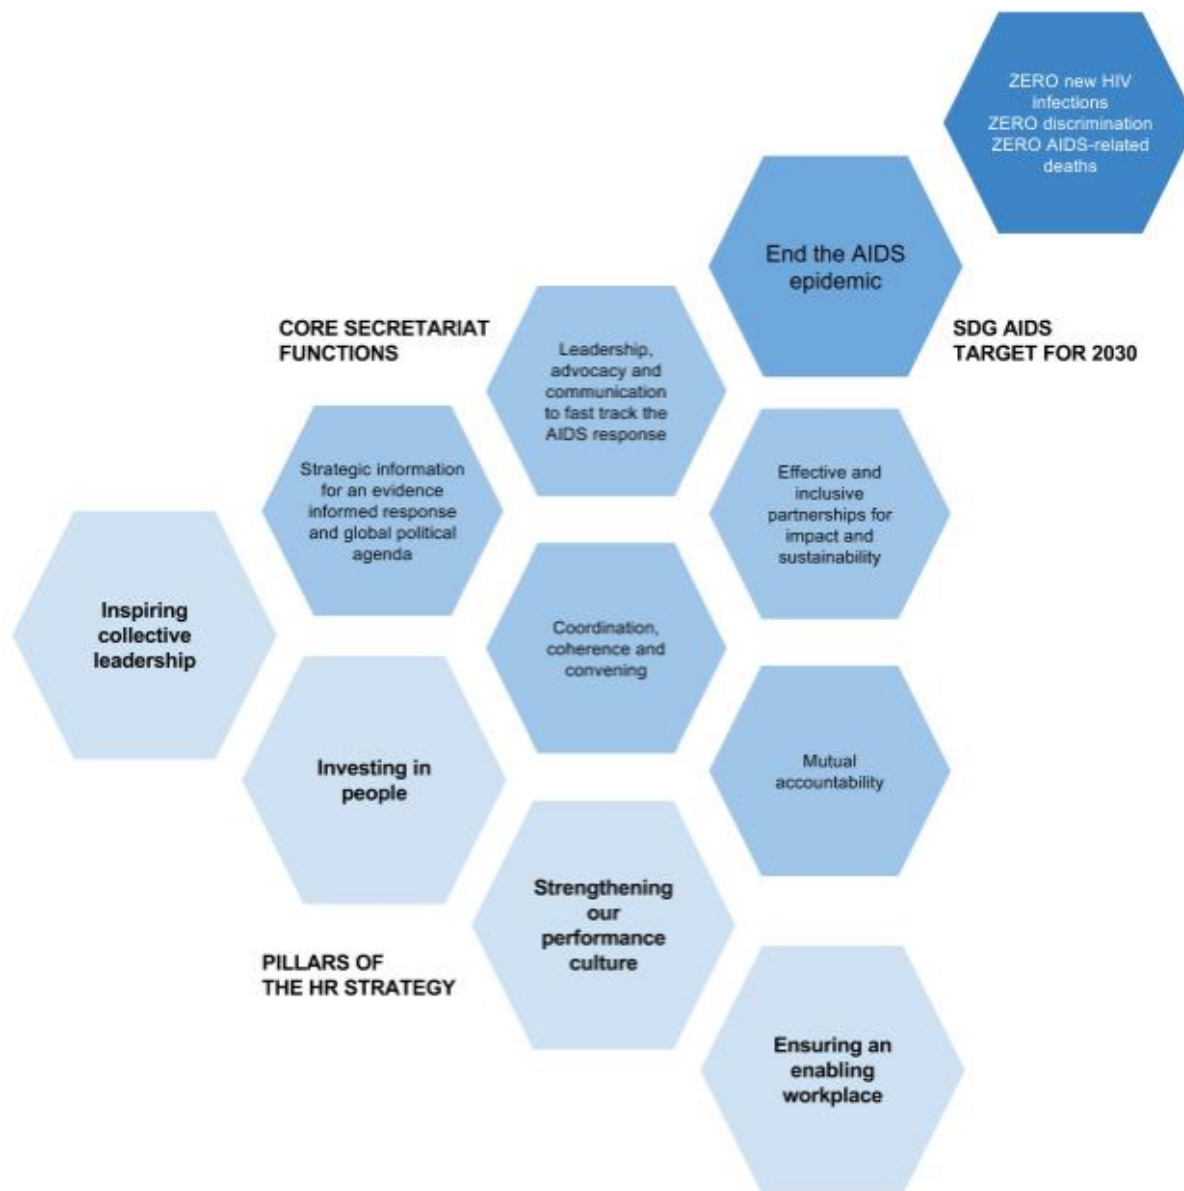 ZERO new HIV
infections
ZERO discrimination
ZERO AIDS-related
deaths
End the AIDS
epidemic
SDG AIDS
TARGET FOR 2030
CORE SECRETARIAT
FUNCTIONS
Leadership,
advocacy and
communication
to fast track the
AIDS response
Strategic information
for an evidence
informed response
and global political
agenda
Effective and
inclusive
partnerships for
impact and
sustainability
Coordination,
coherence and
convening
Mutual
accountability
Inspiring
collective
leadership
Investing in
people
Strengthening
our
performance
culture
PILLARS OF
THE HR STRATEGY
Ensuring an
enabling
workplace